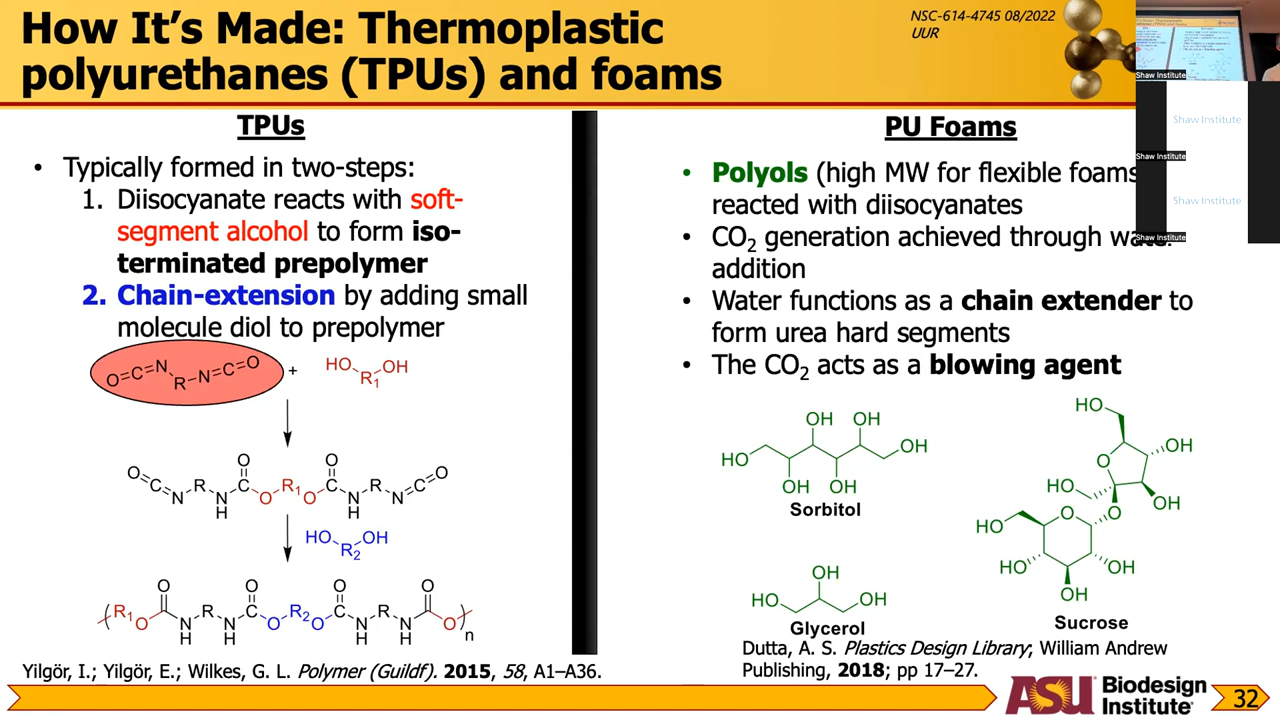 How It's Made: Thermoplastic
polyurethanes (TPUs) and foams
NSC-614-4745 08/2022
UUR
Shaw Institute
Shaw Institute
Shaw Institute
Shaw Institute
Shaw Institute
TPUs
• Typically formed in two-steps:
1. Diisocyanate reacts with soft-
segment alcohol to form iso-
terminated prepolymer
2. Chain-extension by adding small
molecule diol to prepolymer
O=C=N R N=C=O + HO R1 OH
O=C=N R N H C O O R1 O C O N H R N=C=O
HO R2 OH
( R1 O C O N H R N H C O O R2 O C O N H R N H C O O ) n
Yilgör, I.; Yilgör, E.; Wilkes, G. L. Polymer (Guildf). 2015, 58, A1–A36.
PU Foams
• Polyols (high MW for flexible foams
reacted with diisocyanates
• CO2 generation achieved through water
addition
• Water functions as a chain extender to
form urea hard segments
• The CO2 acts as a blowing agent
HO OH OH OH OH OH
Sorbitol
HO OH OH
Glycerol
HO O OH HO OH O HO O HO OH OH
Sucrose
Dutta, A. S. Plastics Design Library; William Andrew
Publishing, 2018; pp 17–27.
ASU Biodesign
Institute
32